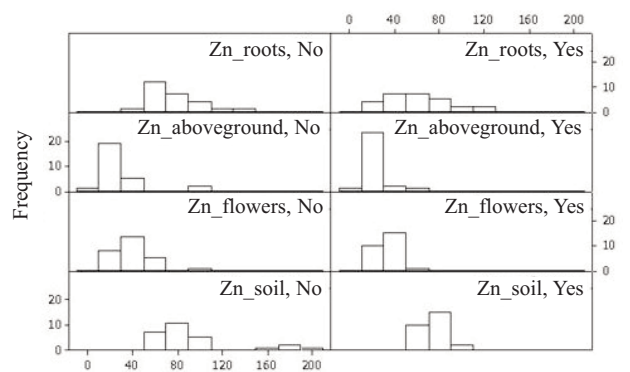 0 40 80 120 160 200
Zn_roots, No
Zn_roots, Yes
20
10
0
Zn_aboveground, No
Zn_aboveground, Yes
20
10
0
Frequency
Zn_flowers, No
Zn_flowers, Yes
20
10
0
Zn_soil, No
Zn_soil, Yes
20
10
0
0 40 80 120 160 200